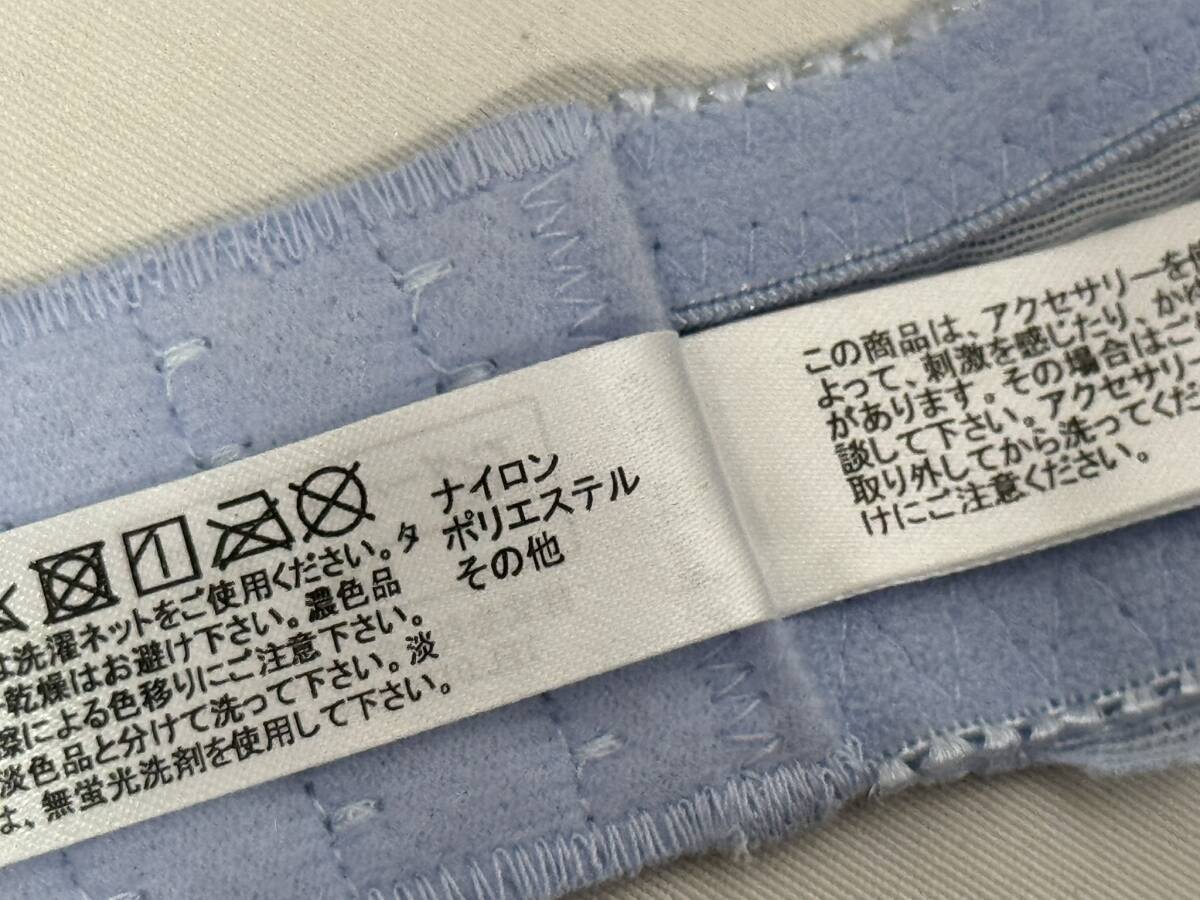 は洗濯ネットをご使用ください。タ
乾燥はお避け下さい。濃色品
擦による色移りにご注意下さい。
淡色品と分けて洗って下さい。淡
は、無蛍光洗剤を使用して下さい。
ナイロン
ポリエステル
その他
この商品は、アクセサリーを使
よって、刺激を感じたり、かゆ
があります。その場合はご
談して下さい。アクセサリー
取り外してから洗ってくだ
けにご注意ください。